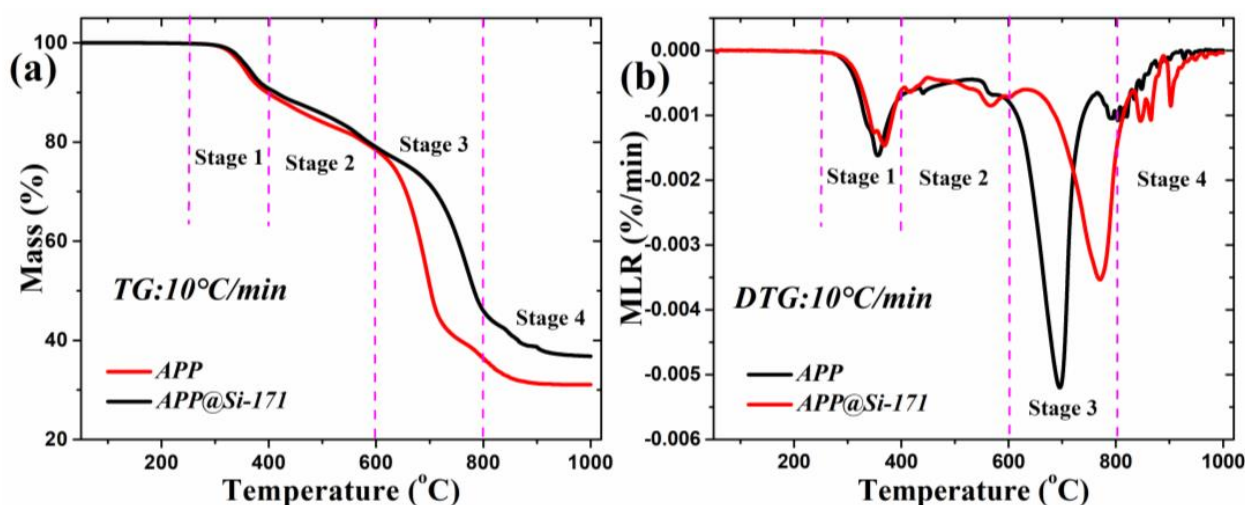 (a)
100
80
60
40
20
200
400
600
800
1000
Mass (%)
Temperature (°C)
Stage 1
Stage 2
Stage 3
Stage 4
TG:10°C/min
APP
APP@Si-171
(b)
0.000
-0.001
-0.002
-0.003
-0.004
-0.005
-0.006
200
400
600
800
1000
MLR (%/min)
Temperature (°C)
Stage 1
Stage 2
Stage 3
Stage 4
DTG:10°C/min
APP
APP@Si-171